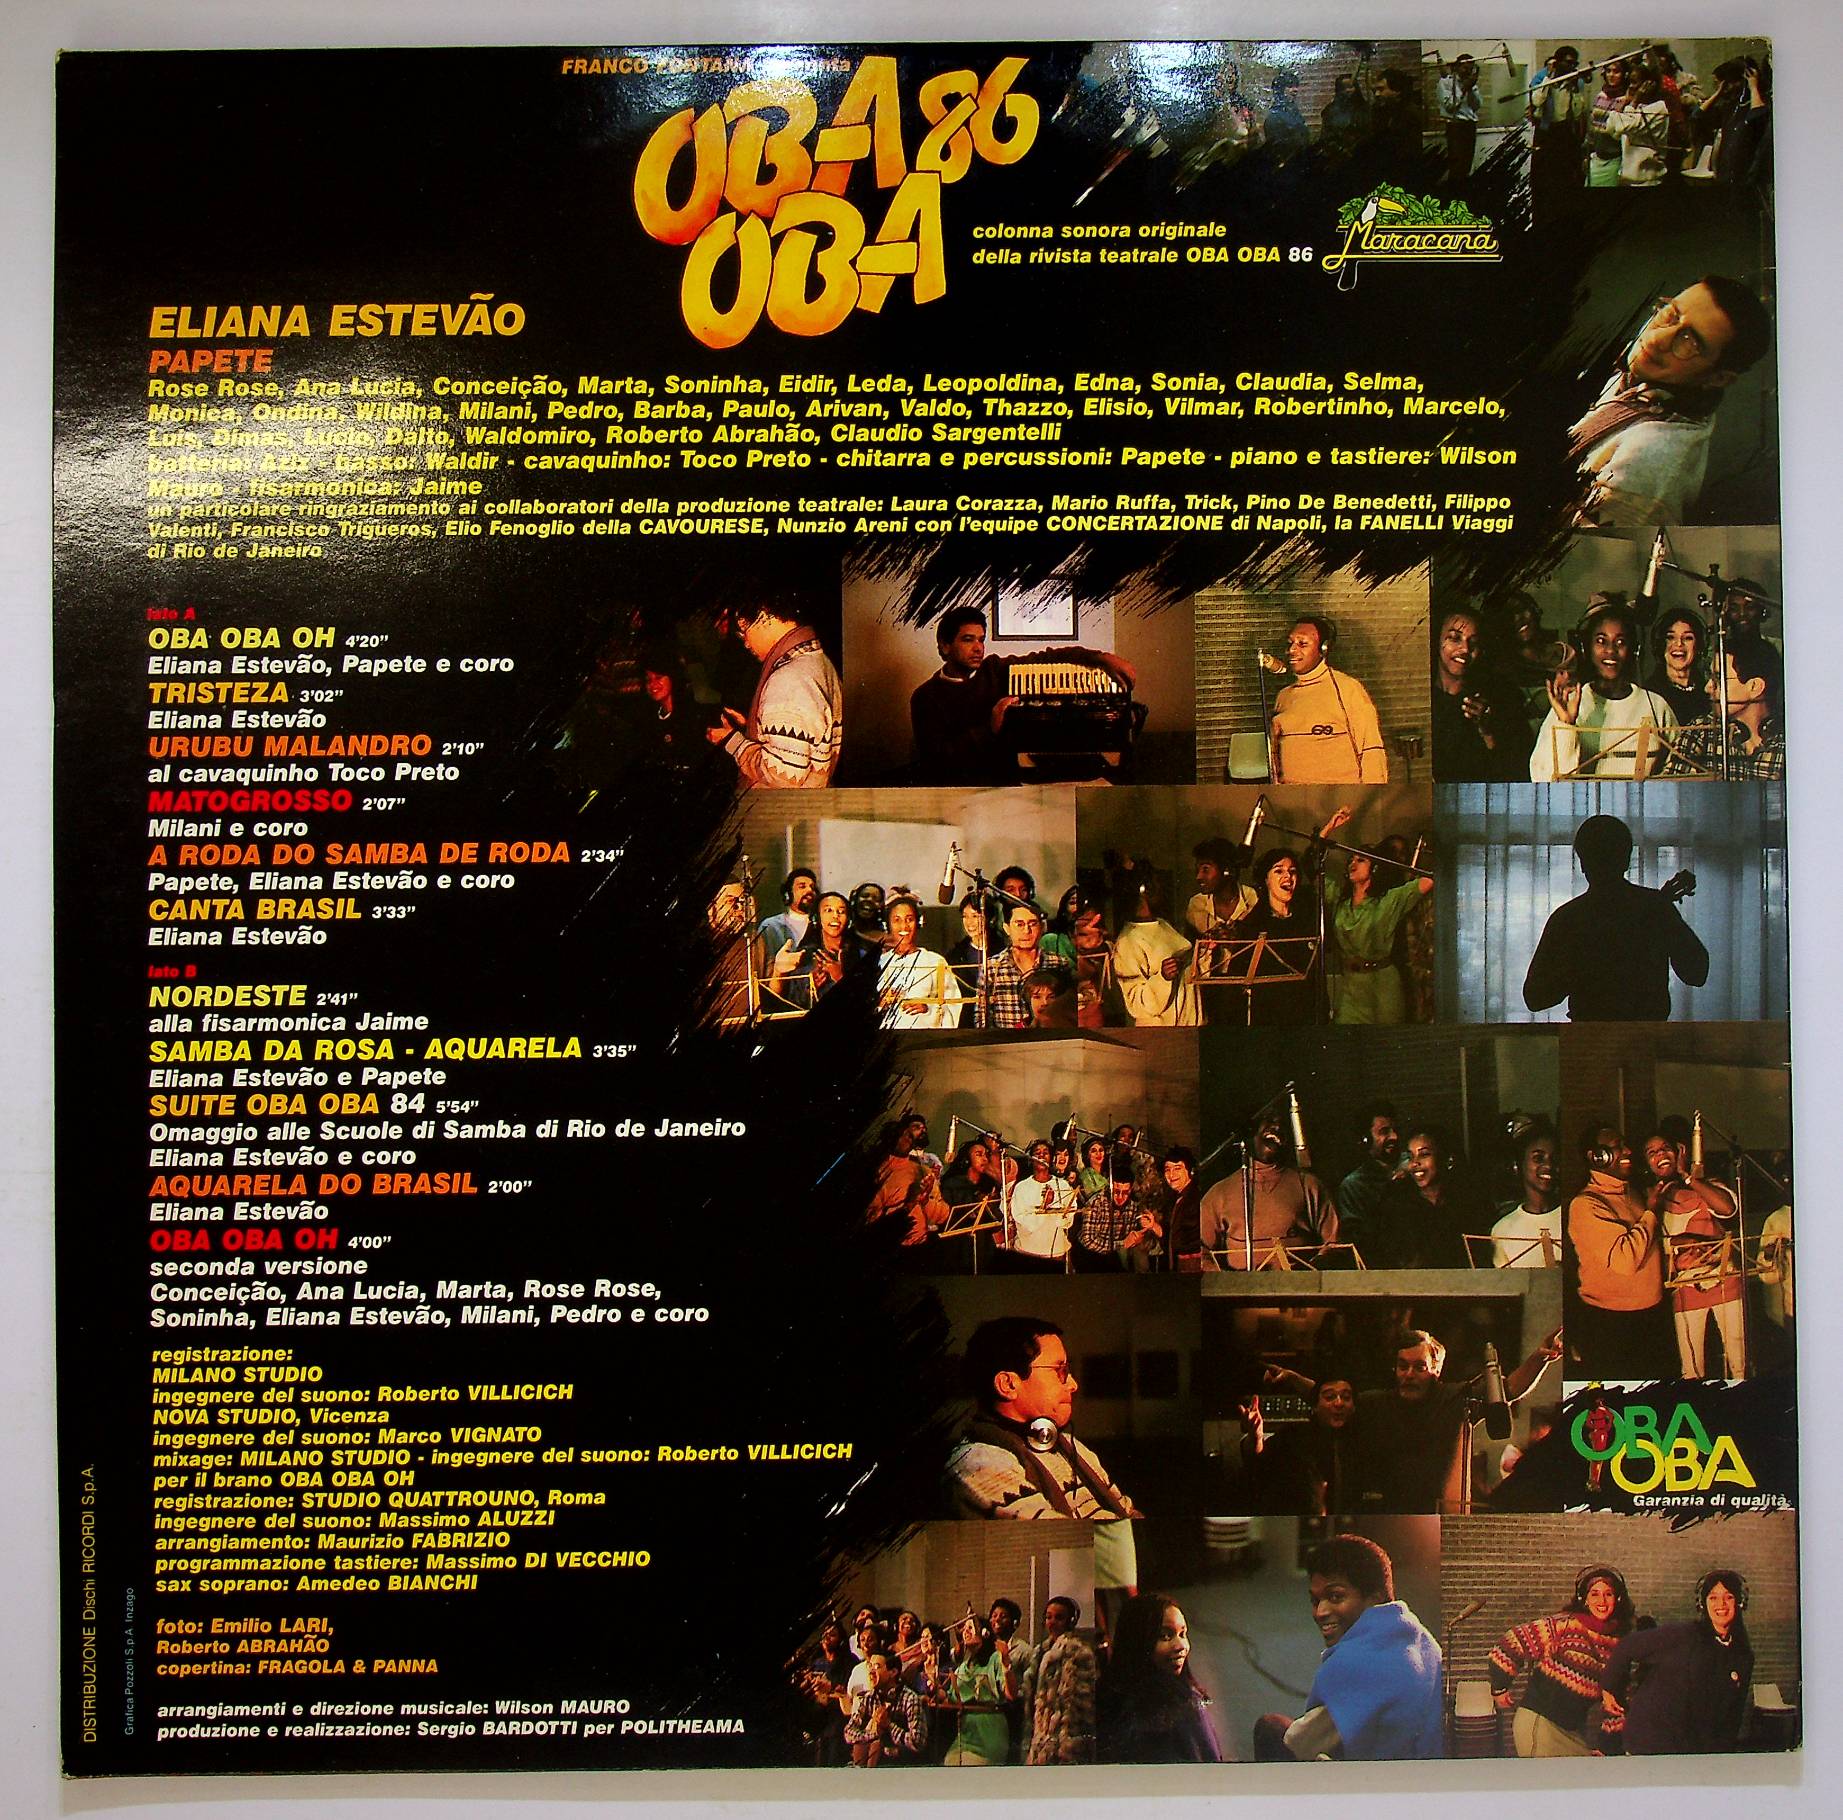 FRANCO FONTANA presenta
OBA 86
OBA
colonna sonora originale
della rivista teatrale OBA OBA 86
Maracanà
ELIANA ESTEVÃO
PAPETE
Rose Rose, Ana Lucia, Conceição, Marta, Soninha, Eidir, Leda, Leopoldina, Edna, Sonia, Claudia, Selma,
Monica, Ondina, Wildina, Milani, Pedro, Barba, Paulo, Arivan, Valdo, Thazzo, Elisio, Vilmar, Robertinho, Marcelo,
Luis, Dimas, Lucio, Dalto, Waldomiro, Roberto Abrahão, Claudio Sargentelli
batteria: Aziz - basso: Waldir - cavaquinho: Toco Preto - chitarra e percussioni: Papete - piano e tastiere: Wilson
Mauro - fisarmonica: Jaime
un particolare ringraziamento ai collaboratori della produzione teatrale: Laura Corazza, Mario Ruffa, Trick, Pino De Benedetti, Filippo
Valenti, Francisco Trigueros, Elio Fenoglio della CAVOURESE, Nunzio Areni con l'equipe CONCERTAZIONE di Napoli, la FANELLI Viaggi
di Rio de Janeiro
lato A
OBA OBA OH 4'20"
Eliana Estevão, Papete e coro
TRISTEZA 3'02"
Eliana Estevão
URUBU MALANDRO 2'10"
al cavaquinho Toco Preto
MATOGROSSO 2'07"
Milani e coro
A RODA DO SAMBA DE RODA 2'34"
Papete, Eliana Estevão e coro
CANTA BRASIL 3'33"
Eliana Estevão
lato B
NORDESTE 2'41"
alla fisarmonica Jaime
SAMBA DA ROSA - AQUARELA 3'35"
Eliana Estevão e Papete
SUITE OBA OBA 84 5'54"
Omaggio alle Scuole di Samba di Rio de Janeiro
Eliana Estevão e coro
AQUARELA DO BRASIL 2'00"
Eliana Estevão
OBA OBA OH 4'00"
seconda versione
Conceição, Ana Lucia, Marta, Rose Rose,
Soninha, Eliana Estevão, Milani, Pedro e coro
registrazione:
MILANO STUDIO
ingegnere del suono: Roberto VILLICICH
NOVA STUDIO, Vicenza
ingegnere del suono: Marco VIGNATO
mixage: MILANO STUDIO - ingegnere del suono: Roberto VILLICICH
per il brano OBA OBA OH
registrazione: STUDIO QUATTROUNO, Roma
ingegnere del suono: Massimo ALUZZI
arrangiamento: Maurizio FABRIZIO
programmazione tastiere: Massimo DI VECCHIO
sax soprano: Amedeo BIANCHI
foto: Emilio LARI,
Roberto ABRAHÃO
copertina: FRAGOLA & PANNA
arrangiamenti e direzione musicale: Wilson MAURO
produzione e realizzazione: Sergio BARDOTTI per POLITHEAMA
DISTRIBUZIONE Dischi RICORDI S.p.A.
Grafica Pozzoli S.p.A. Inzago
OBA
OBA
Garanzia di qualità